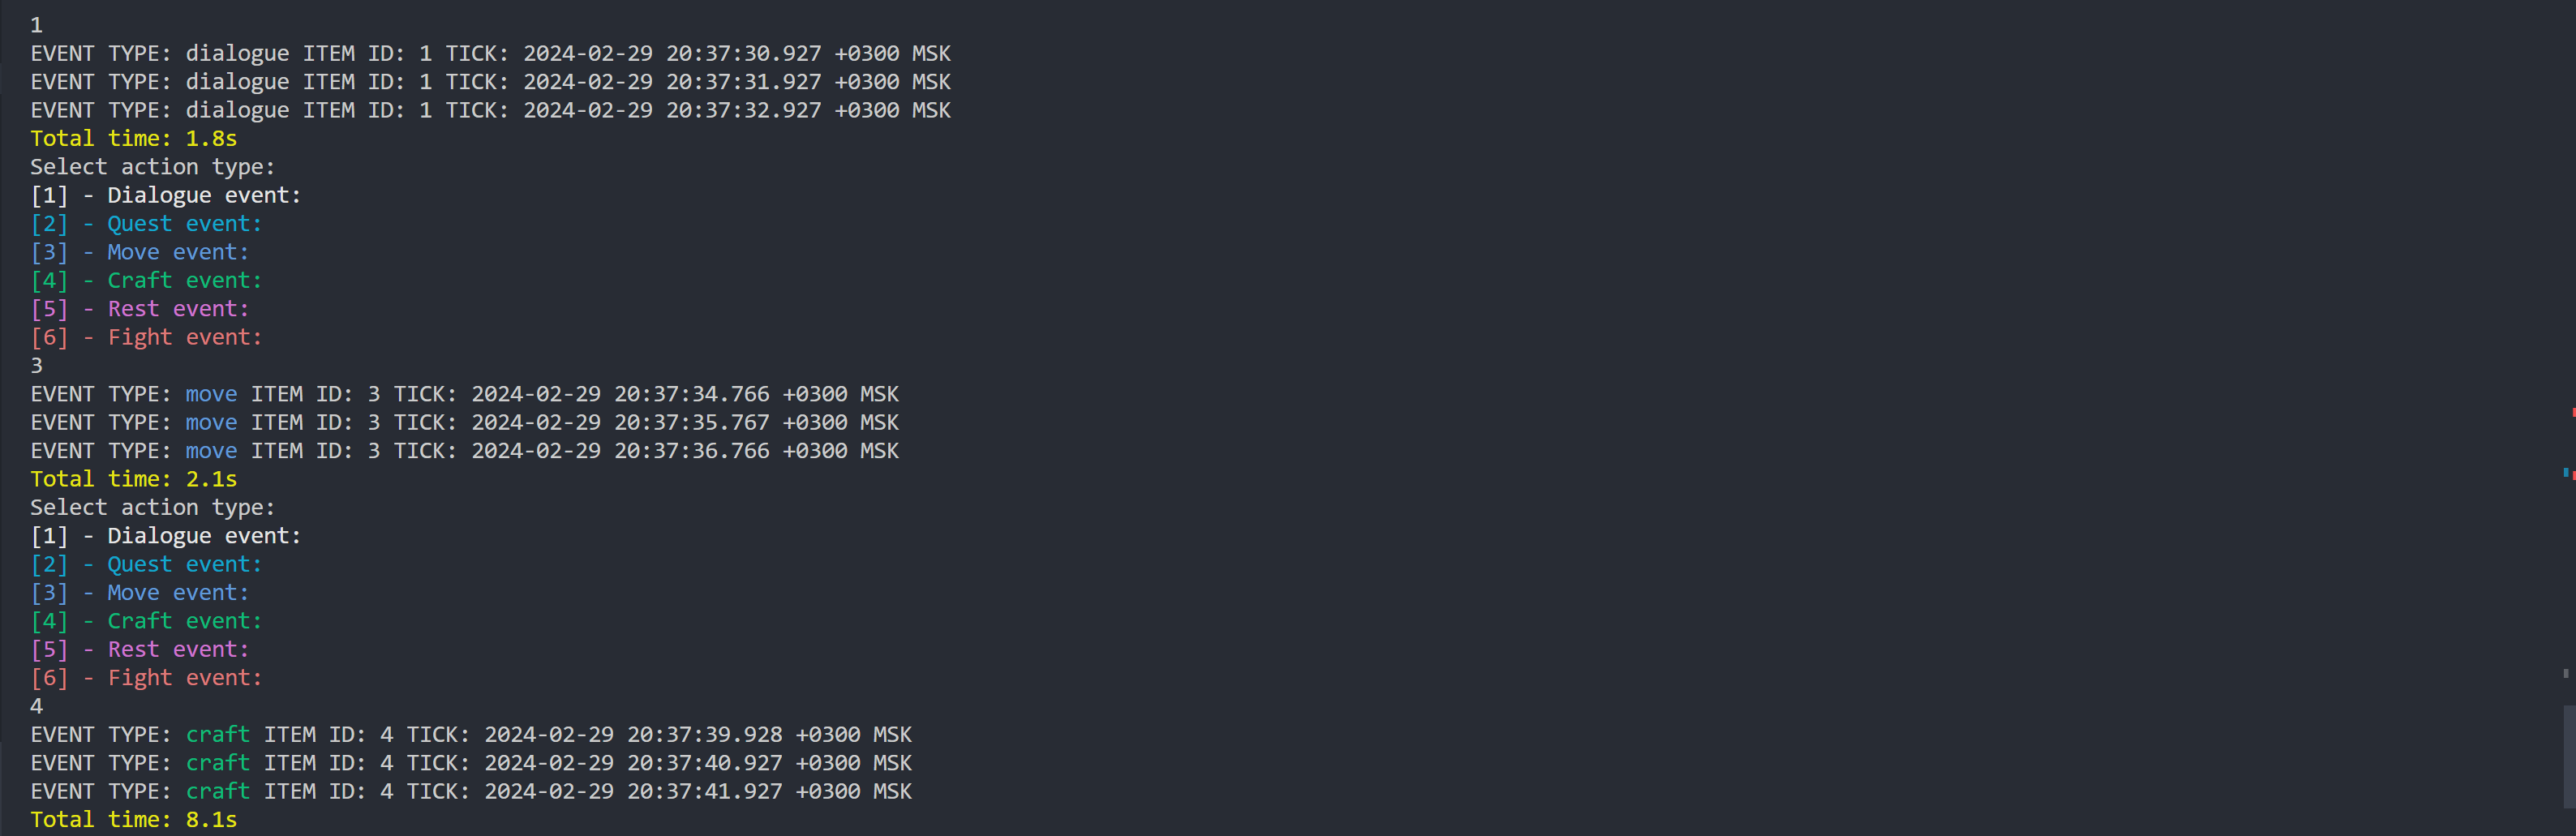 1
EVENT TYPE: dialogue ITEM ID: 1 TICK: 2024-02-29 20:37:30.927 +0300 MSK
EVENT TYPE: dialogue ITEM ID: 1 TICK: 2024-02-29 20:37:31.927 +0300 MSK
EVENT TYPE: dialogue ITEM ID: 1 TICK: 2024-02-29 20:37:32.927 +0300 MSK
Total time: 1.8s
Select action type:
[1] - Dialogue event:
[2] - Quest event:
[3] - Move event:
[4] - Craft event:
[5] - Rest event:
[6] - Fight event:
3
EVENT TYPE: move ITEM ID: 3 TICK: 2024-02-29 20:37:34.766 +0300 MSK
EVENT TYPE: move ITEM ID: 3 TICK: 2024-02-29 20:37:35.767 +0300 MSK
EVENT TYPE: move ITEM ID: 3 TICK: 2024-02-29 20:37:36.766 +0300 MSK
Total time: 2.1s
Select action type:
[1] - Dialogue event:
[2] - Quest event:
[3] - Move event:
[4] - Craft event:
[5] - Rest event:
[6] - Fight event:
4
EVENT TYPE: craft ITEM ID: 4 TICK: 2024-02-29 20:37:39.928 +0300 MSK
EVENT TYPE: craft ITEM ID: 4 TICK: 2024-02-29 20:37:40.927 +0300 MSK
EVENT TYPE: craft ITEM ID: 4 TICK: 2024-02-29 20:37:41.927 +0300 MSK
Total time: 8.1s